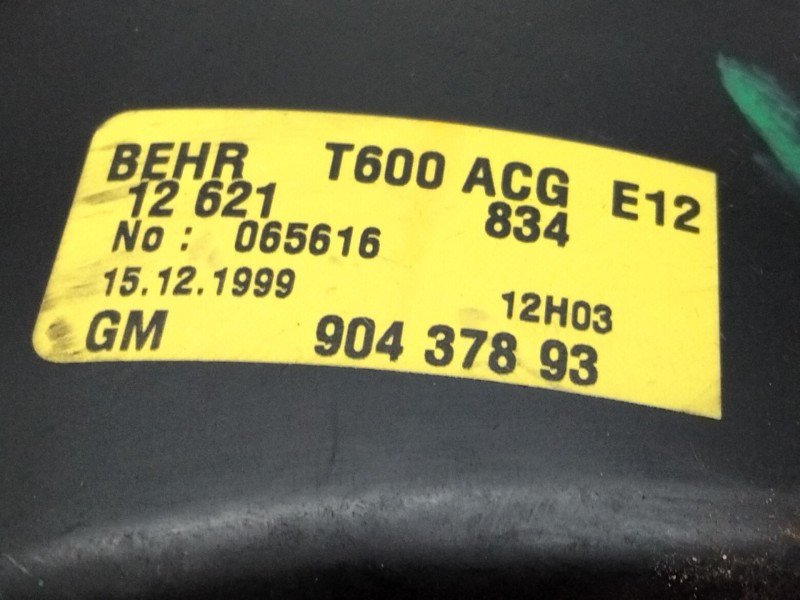 BEHR T600 ACG E12
12 621 834
No : 065616
15.12.1999 12H03
GM 904 378 93